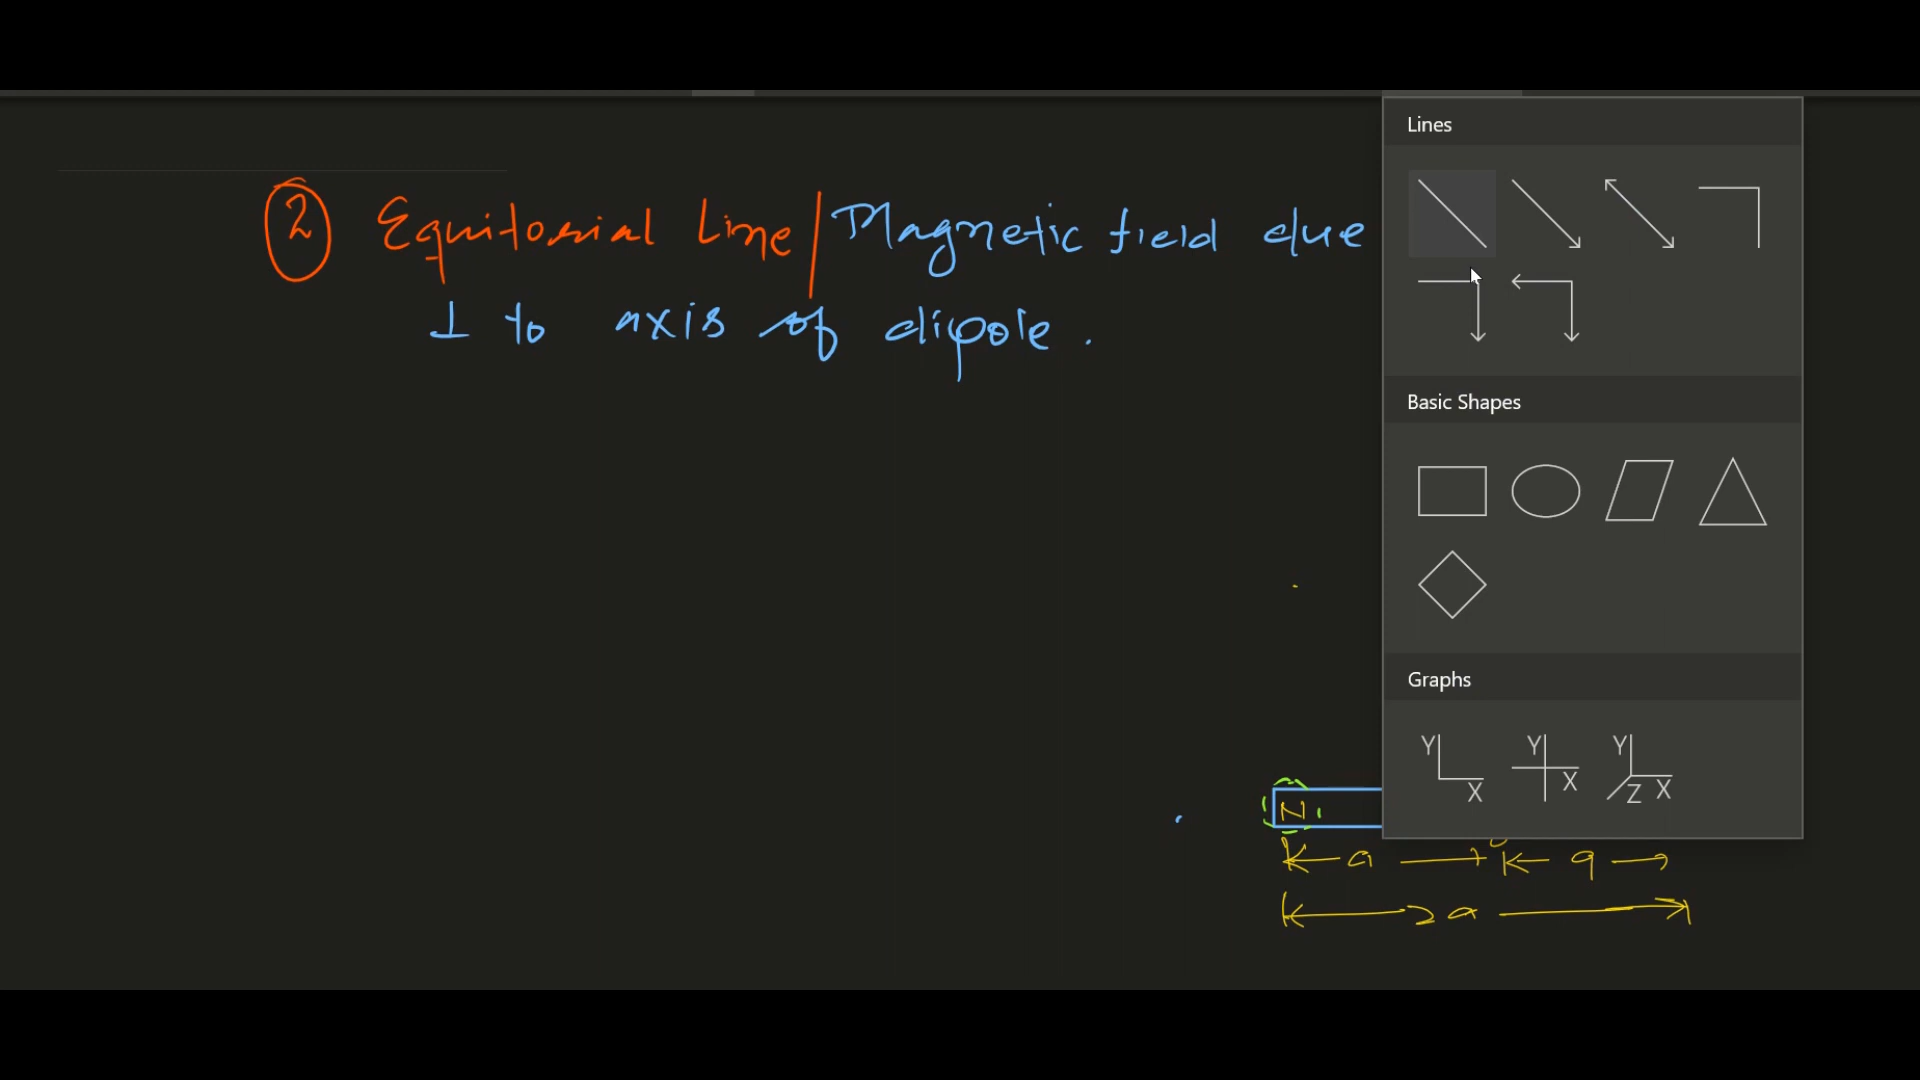 ② Equitorial Line/Magnetic field due
⊥ to axis of dipole.
Lines
Basic Shapes
Graphs
Y X Y X Y Z X
N
a a
2a